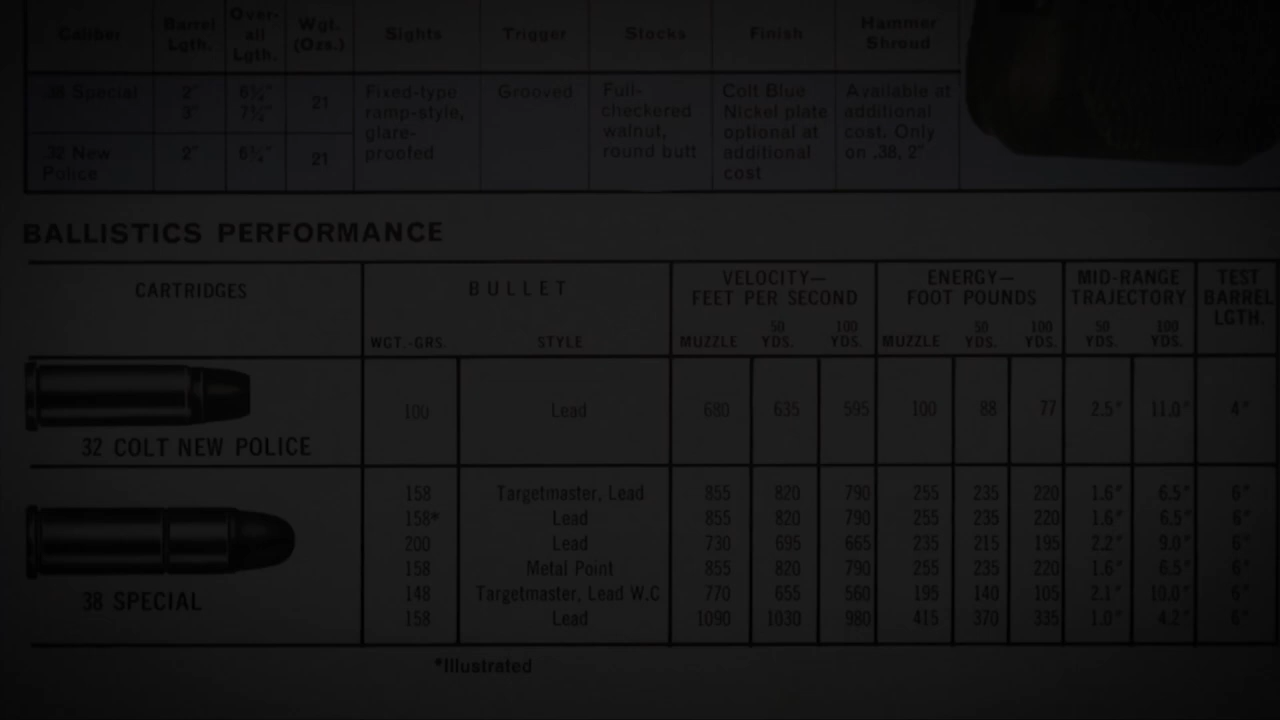 Caliber Barrel Lgth. Over-all Lgth. Wgt. (Ozs.) Sights Trigger Stocks Finish Hammer Shroud
.38 Special 2" 6¾" 21 Fixed-type Grooved Full- Colt Blue Available at
3" 7½" ramp-style, checkered Nickel plate additional
glare- walnut, optional at cost. Only
.32 New 2" 6¾" 21 proofed round butt additional on .38, 2"
Police cost
BALLISTICS PERFORMANCE
CARTRIDGES BULLET VELOCITY— ENERGY— MID-RANGE TEST
FEET PER SECOND FOOT POUNDS TRAJECTORY BARREL
LGTH.
WGT.-GRS. STYLE MUZZLE 50 YDS. 100 YDS. MUZZLE 50 YDS. 100 YDS. 50 YDS. 100 YDS.
100 Lead 680 635 595 100 88 77 2.5" 11.0" 4"
32 COLT NEW POLICE
158 Targetmaster, Lead 855 820 790 255 235 220 1.6" 6.5" 6"
158* Lead 855 820 790 255 235 220 1.6" 6.5" 6"
200 Lead 730 695 665 235 215 195 2.2" 9.0" 6"
158 Metal Point 855 820 790 255 235 220 1.6" 6.5" 6"
148 Targetmaster, Lead W.C 770 655 560 195 140 105 2.1" 10.0" 6"
158 Lead 1090 1030 980 415 370 335 1.0" 4.2" 6"
38 SPECIAL
*Illustrated